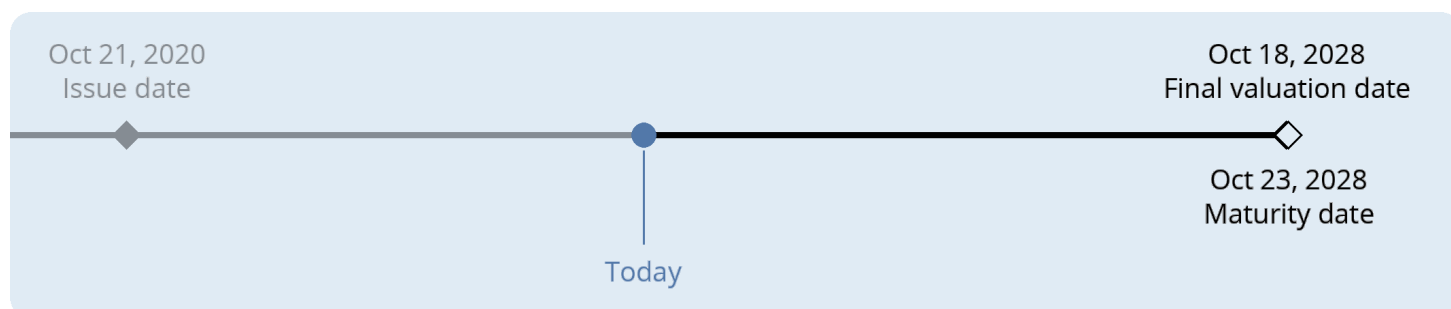 Oct 21, 2020
Issue date
Oct 18, 2028
Final valuation date
Oct 23, 2028
Maturity date
Today